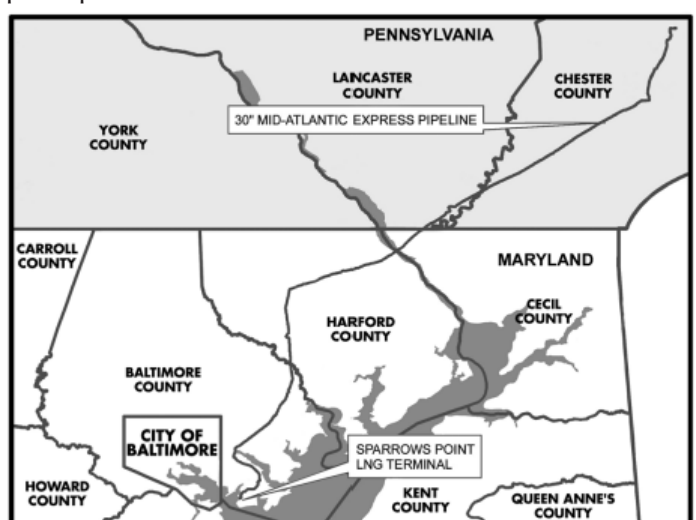 PENNSYLVANIA
LANCASTER
COUNTY
CHESTER
COUNTY
30" MID-ATLANTIC EXPRESS PIPELINE
YORK
COUNTY
CARROLL
COUNTY
MARYLAND
CECIL
COUNTY
HARFORD
COUNTY
BALTIMORE
COUNTY
CITY OF
BALTIMORE
SPARROWS POINT
LNG TERMINAL
HOWARD
COUNTY
KENT
COUNTY
QUEEN ANNE'S
COUNTY